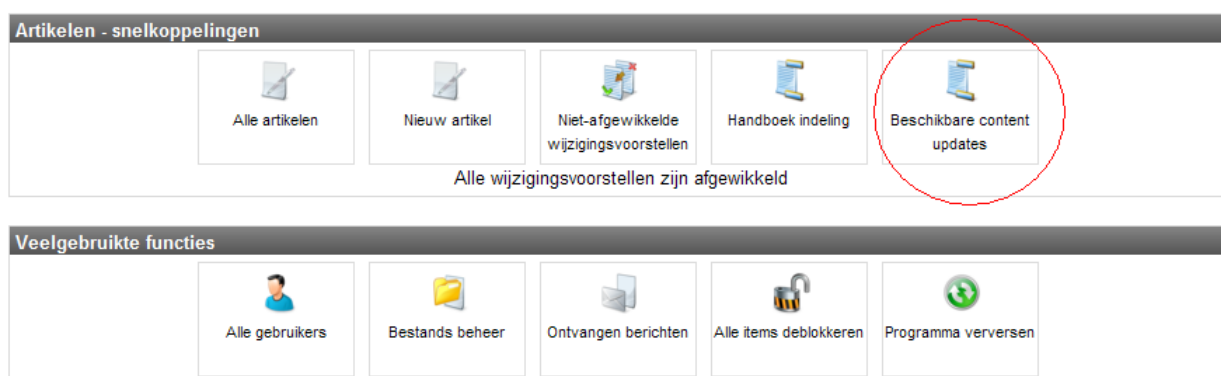 Artikelen - snelkoppelingen
Alle artikelen
Nieuw artikel
Niet-afgewikkelde
wijzigingsvoorstellen
Handboek indeling
Beschikbare content
updates
Alle wijzigingsvoorstellen zijn afgewikkeld
Veelgebruikte functies
Alle gebruikers
Bestands beheer
Ontvangen berichten
Alle items deblokkeren
Programma verversen